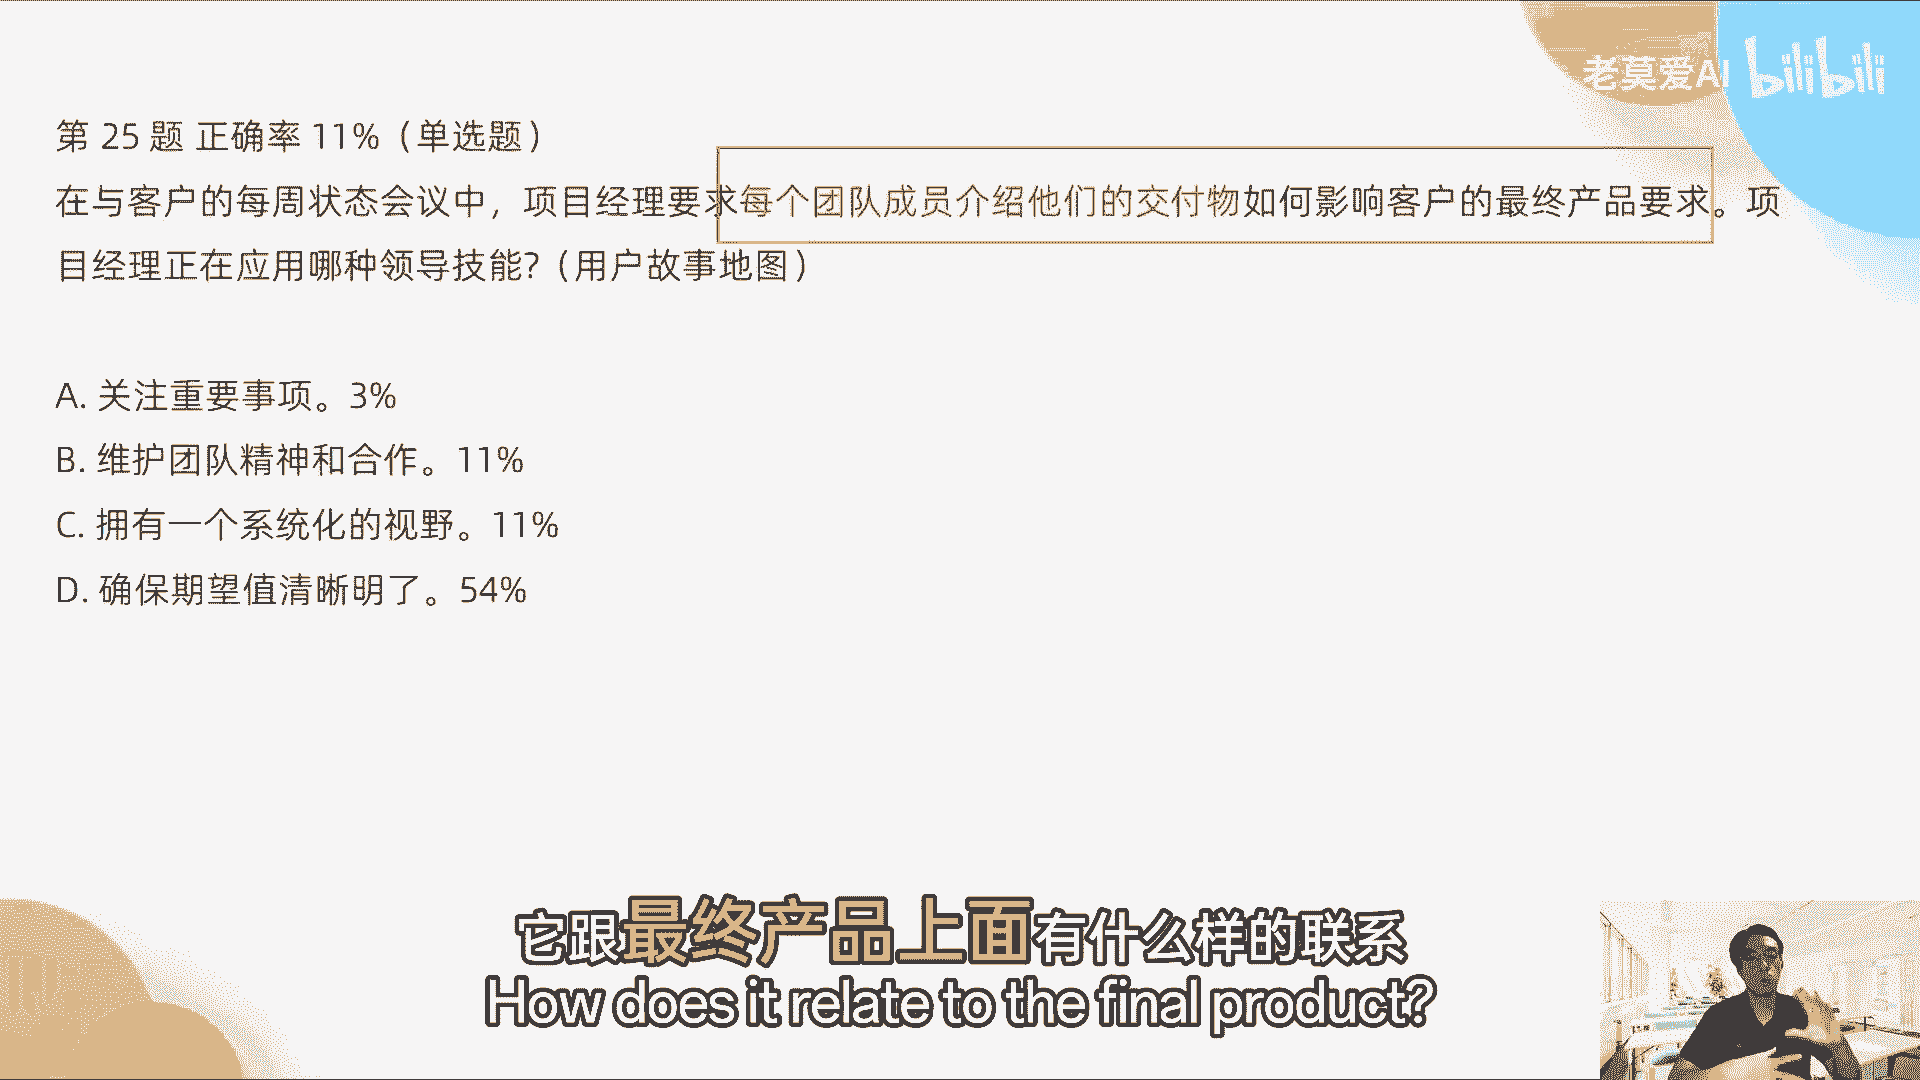 老莫爱AI bilibili
第 25 题 正确率 11%（单选题）
在与客户的每周状态会议中，项目经理要求每个团队成员介绍他们的交付物如何影响客户的最终产品要求。项
目经理正在应用哪种领导技能?（用户故事地图）
A. 关注重要事项。3%
B. 维护团队精神和合作。11%
C. 拥有一个系统化的视野。11%
D. 确保期望值清晰明了。54%
它跟最终产品上面有什么样的联系
How does it relate to the final product?